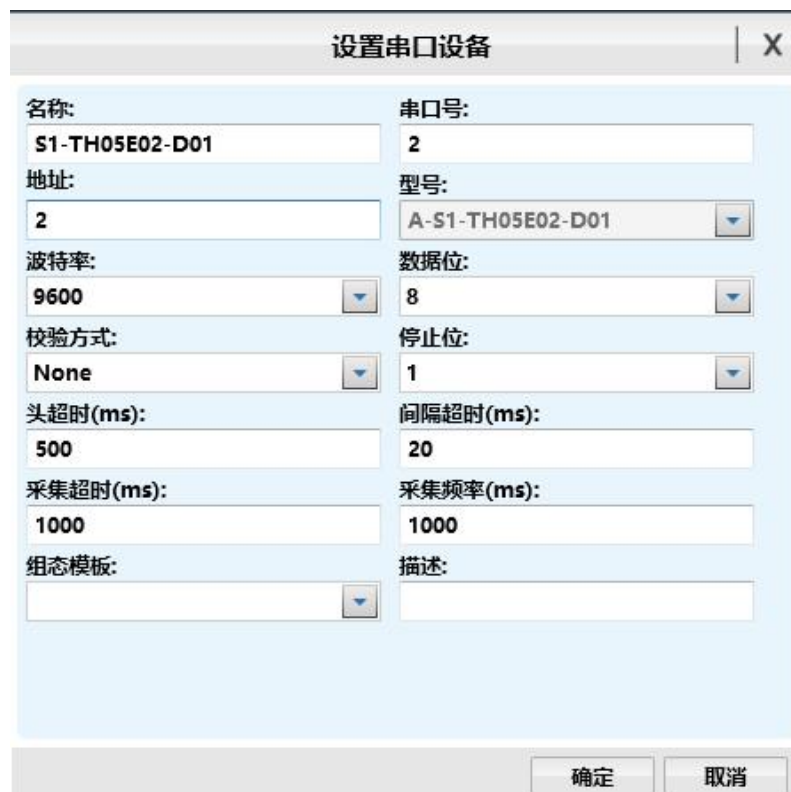 设置串口设备
X
名称:
串口号:
S1-TH05E02-D01
2
地址:
型号:
2
A-S1-TH05E02-D01
波特率:
数据位:
9600
8
校验方式:
停止位:
None
1
头超时(ms):
间隔超时(ms):
500
20
采集超时(ms):
采集频率(ms):
1000
1000
组态模板:
描述:
确定
取消